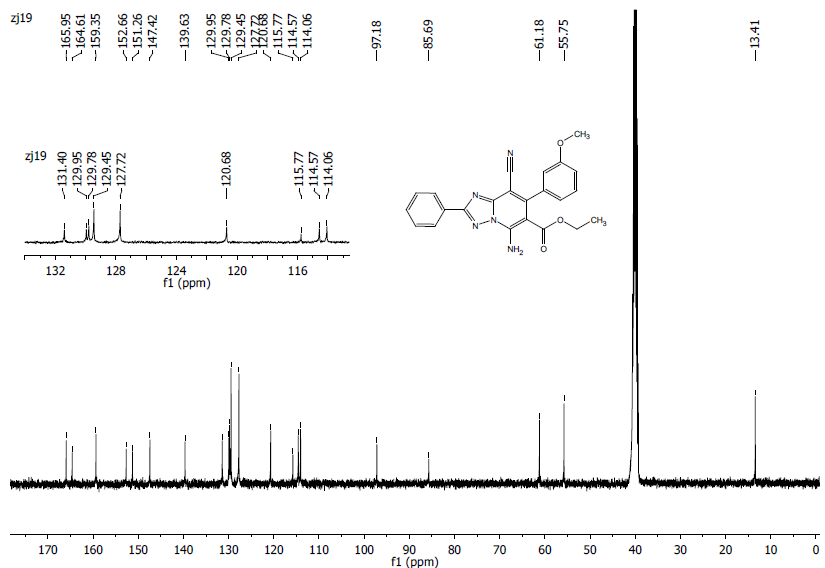 zj19
165.95
164.61
159.35
152.66
151.26
147.42
139.63
129.95
129.78
129.45
127.72
120.68
115.77
114.57
114.06
97.18
85.69
61.18
55.75
13.41
zj19
131.40
129.95
129.78
129.45
127.72
120.68
115.77
114.57
114.06
132 128 124 120 116
f1 (ppm)
O CH3
N
N
N
N
O CH3
NH2
O
170 160 150 140 130 120 110 100 90 80 70 60 50 40 30 20 10 0
f1 (ppm)